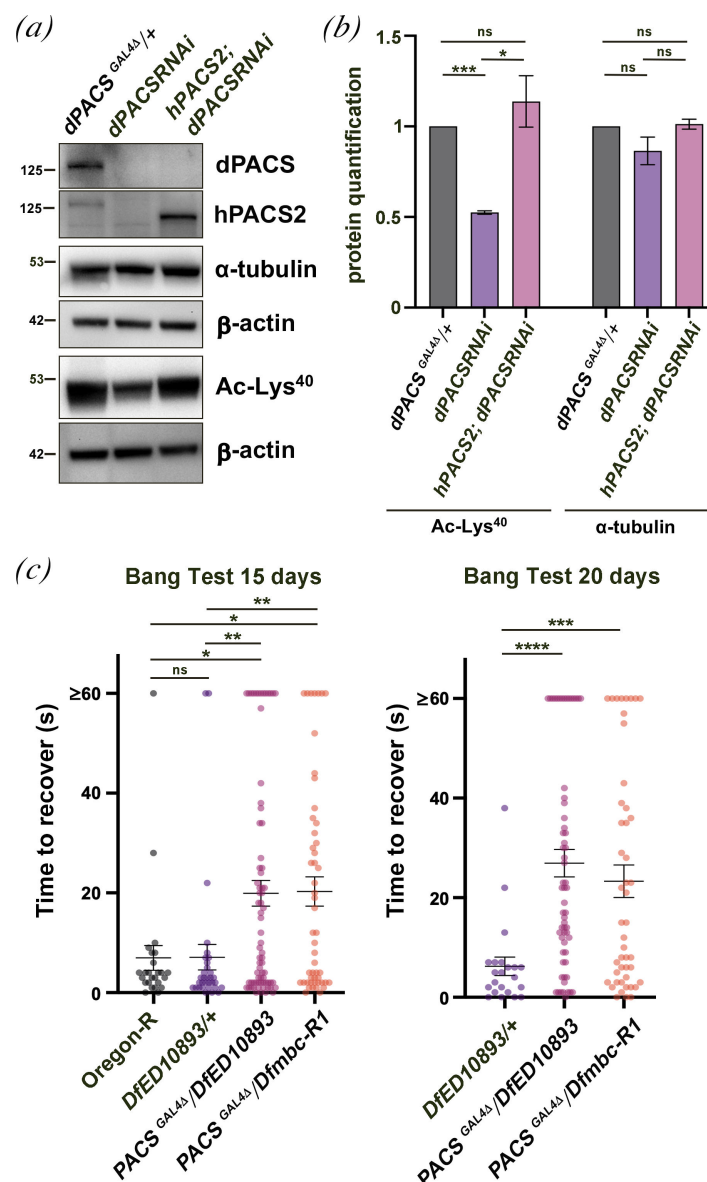 (a)
dPACS GAL4Δ/+
dPACSRNAi
hPACS2;
dPACSRNAi
125
dPACS
125
hPACS2
53
α-tubulin
42
β-actin
53
Ac-Lys40
42
β-actin
(b)
protein quantification
1.5
1
0.5
0
ns
***
*
ns
ns
ns
dPACS GAL4Δ/+
dPACSRNAi
hPACS2; dPACSRNAi
dPACS GAL4Δ/+
dPACSRNAi
hPACS2; dPACSRNAi
Ac-Lys40
α-tubulin
(c)
Bang Test 15 days
**
*
**
*
ns
Time to recover (s)
≥60
40
20
0
Oregon-R
DfED10893/+
PACS GAL4Δ/DfED10893
PACS GAL4Δ/Dfmbc-R1
Bang Test 20 days
***
****
Time to recover (s)
≥60
40
20
0
DfED10893/+
PACS GAL4Δ/DfED10893
PACS GAL4Δ/Dfmbc-R1